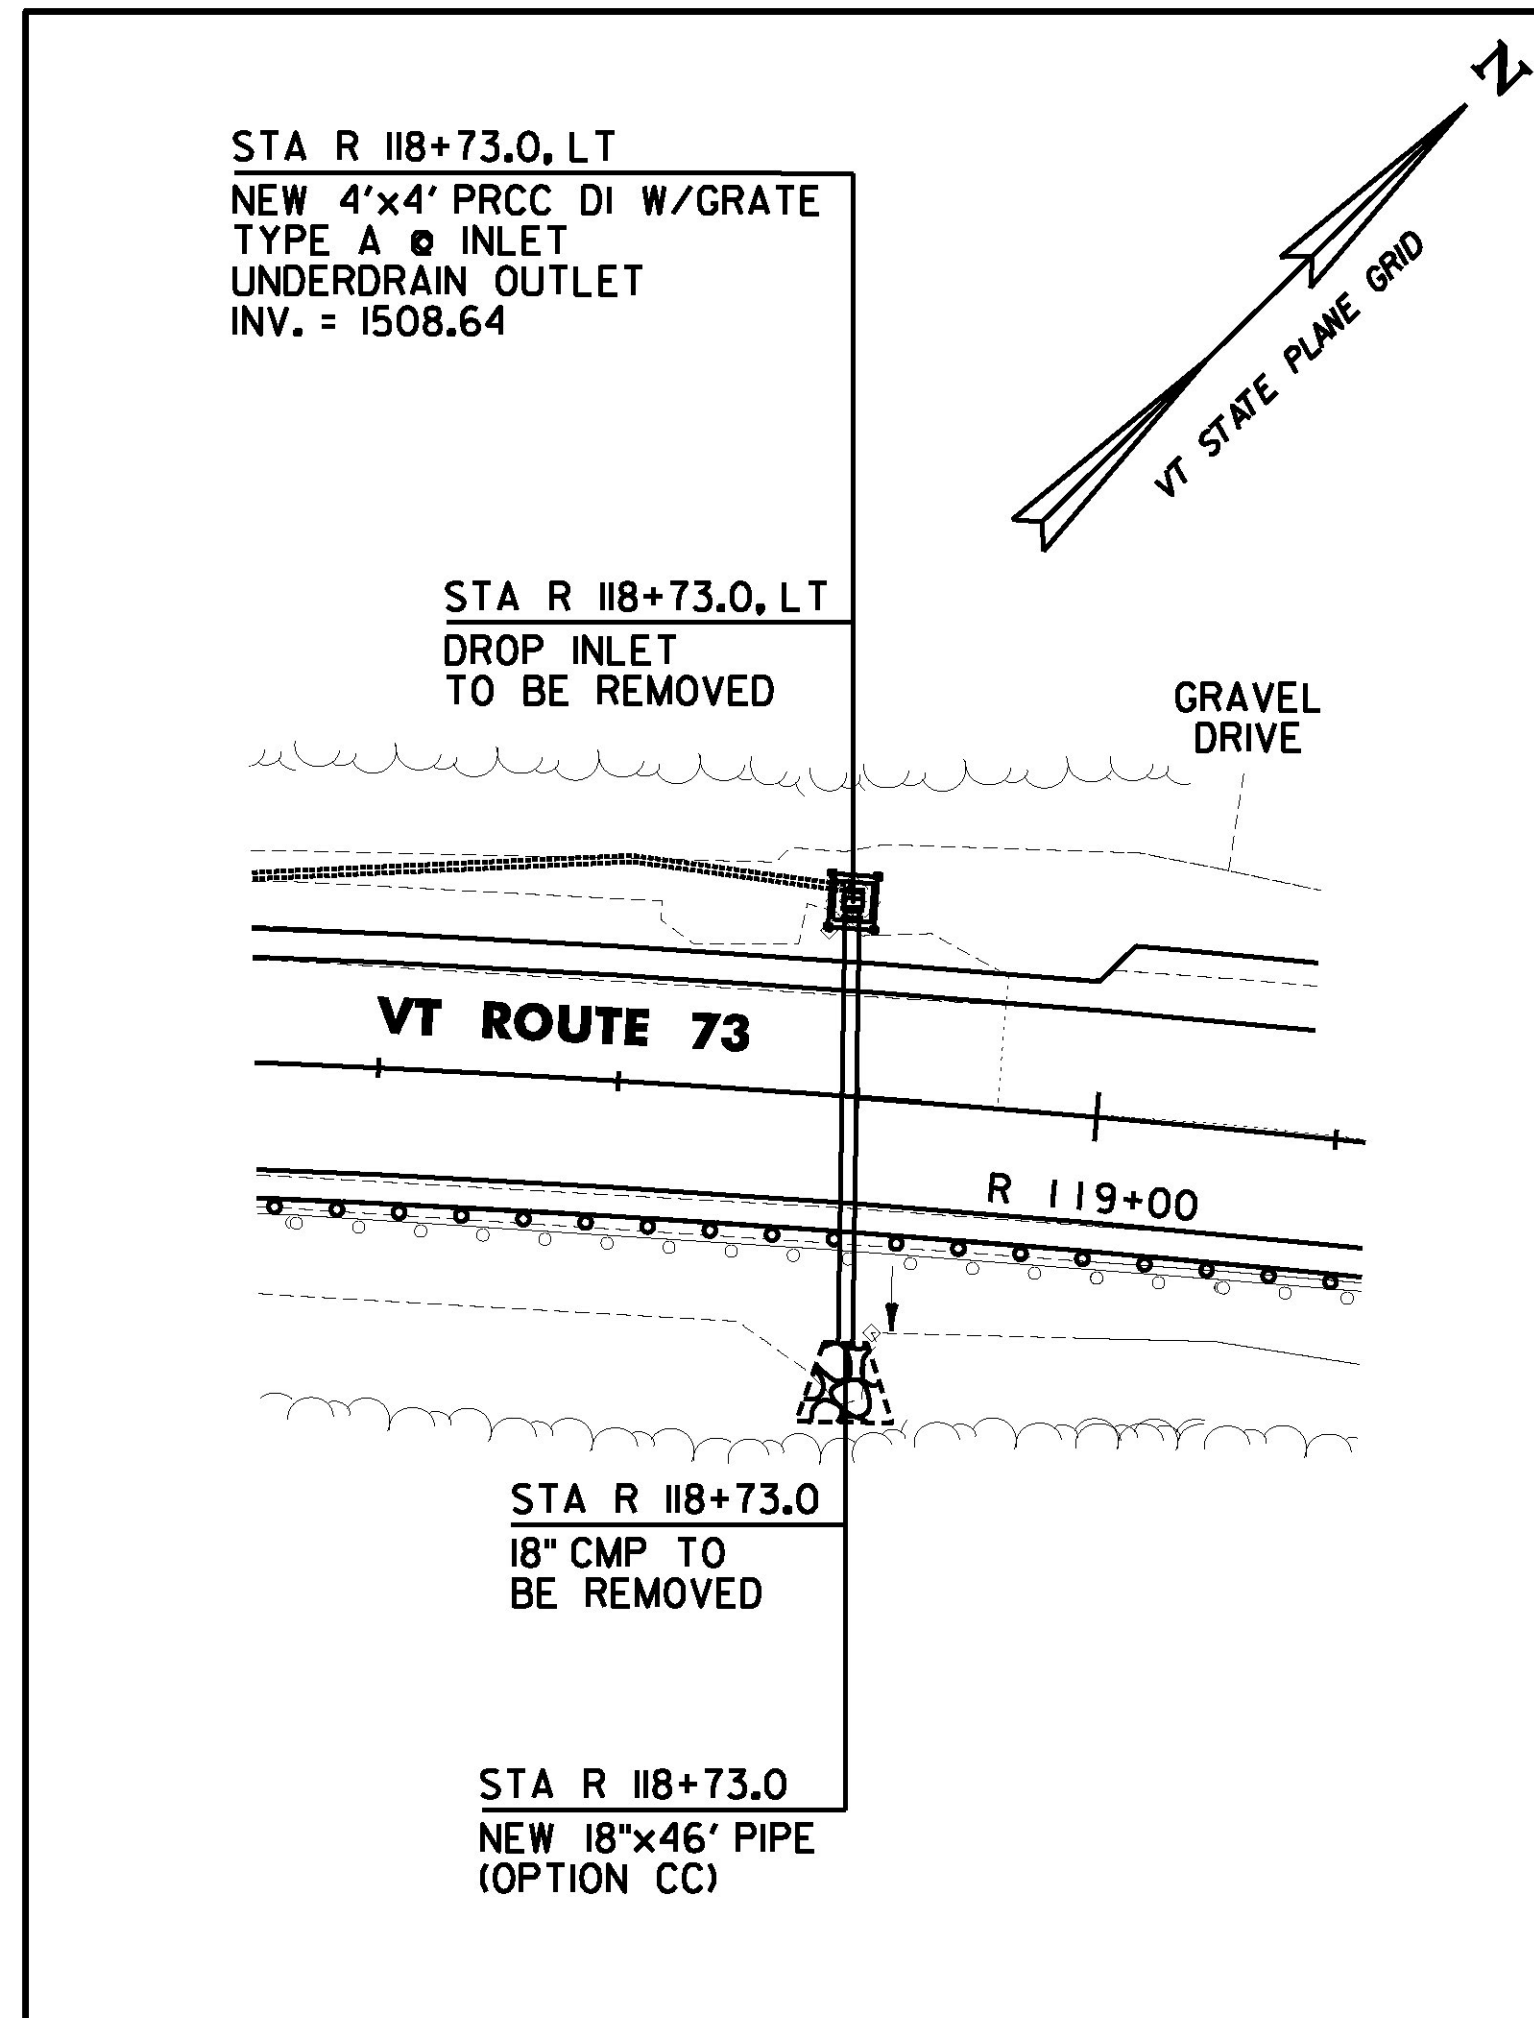 N
VT STATE PLANE GRID
STA R 118+73.0, LT
NEW 4'x4' PRCC DI W/GRATE
TYPE A @ INLET
UNDERDRAIN OUTLET
INV. = 1508.64
STA R 118+73.0, LT
DROP INLET
TO BE REMOVED
GRAVEL
DRIVE
VT ROUTE 73
R 119+00
STA R 118+73.0
18" CMP TO
BE REMOVED
STA R 118+73.0
NEW 18"x46' PIPE
(OPTION CC)